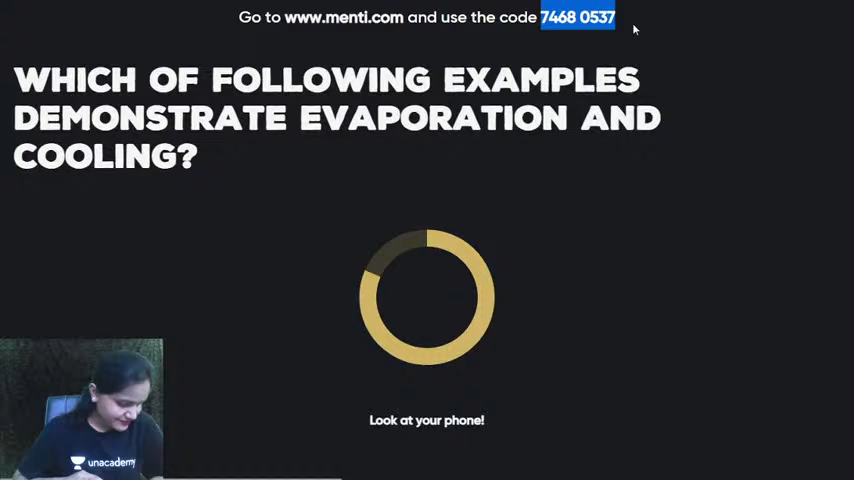 Go to www.menti.com and use the code 7468 0537
WHICH OF FOLLOWING EXAMPLES
DEMONSTRATE EVAPORATION AND
COOLING?
Look at your phone!
unacademy